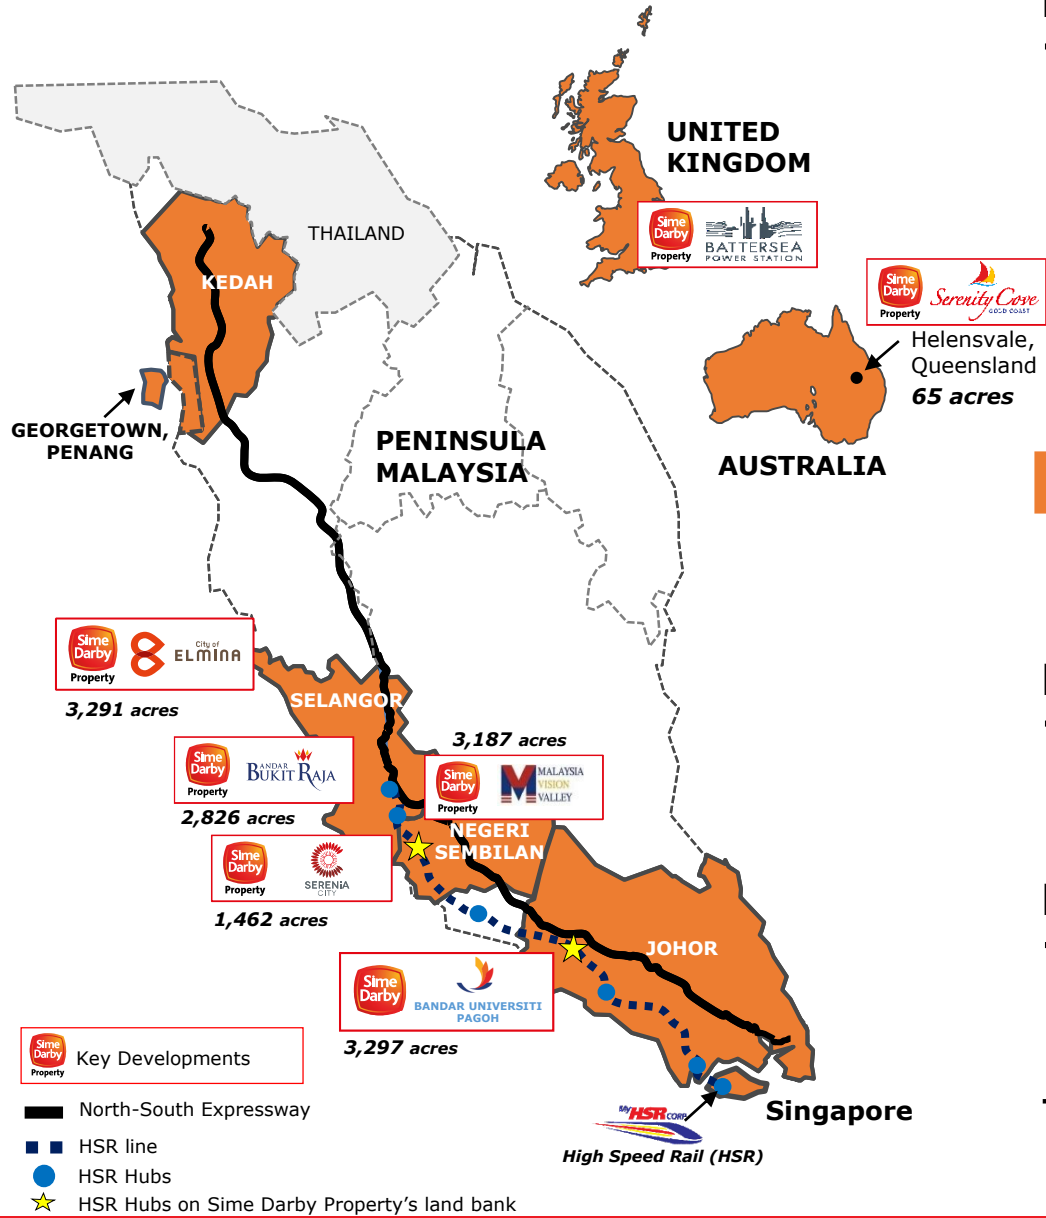 UNITED
KINGDOM
Sime
Darby
Property
BATTERSEA
POWER STATION
THAILAND
KEDAH
Sime
Darby
Property
Serenity Cove
GOLD COAST
Helensvale,
Queensland
65 acres
AUSTRALIA
GEORGETOWN,
PENANG
PENINSULA
MALAYSIA
Sime
Darby
Property
City of
ELMINA
3,291 acres
SELANGOR
Sime
Darby
Property
BANDAR
BUKIT RAJA
2,826 acres
3,187 acres
Sime
Darby
Property
MALAYSIA
VISION
VALLEY
NEGERI
SEMBILAN
Sime
Darby
Property
SERENiA
CITY
1,462 acres
JOHOR
Sime
Darby
Property
BANDAR UNIVERSITI
PAGOH
3,297 acres
Sime
Darby
Property
Key Developments
North-South Expressway
HSR line
HSR Hubs
HSR Hubs on Sime Darby Property's land bank
MyHSR CORP
High Speed Rail (HSR)
Singapore